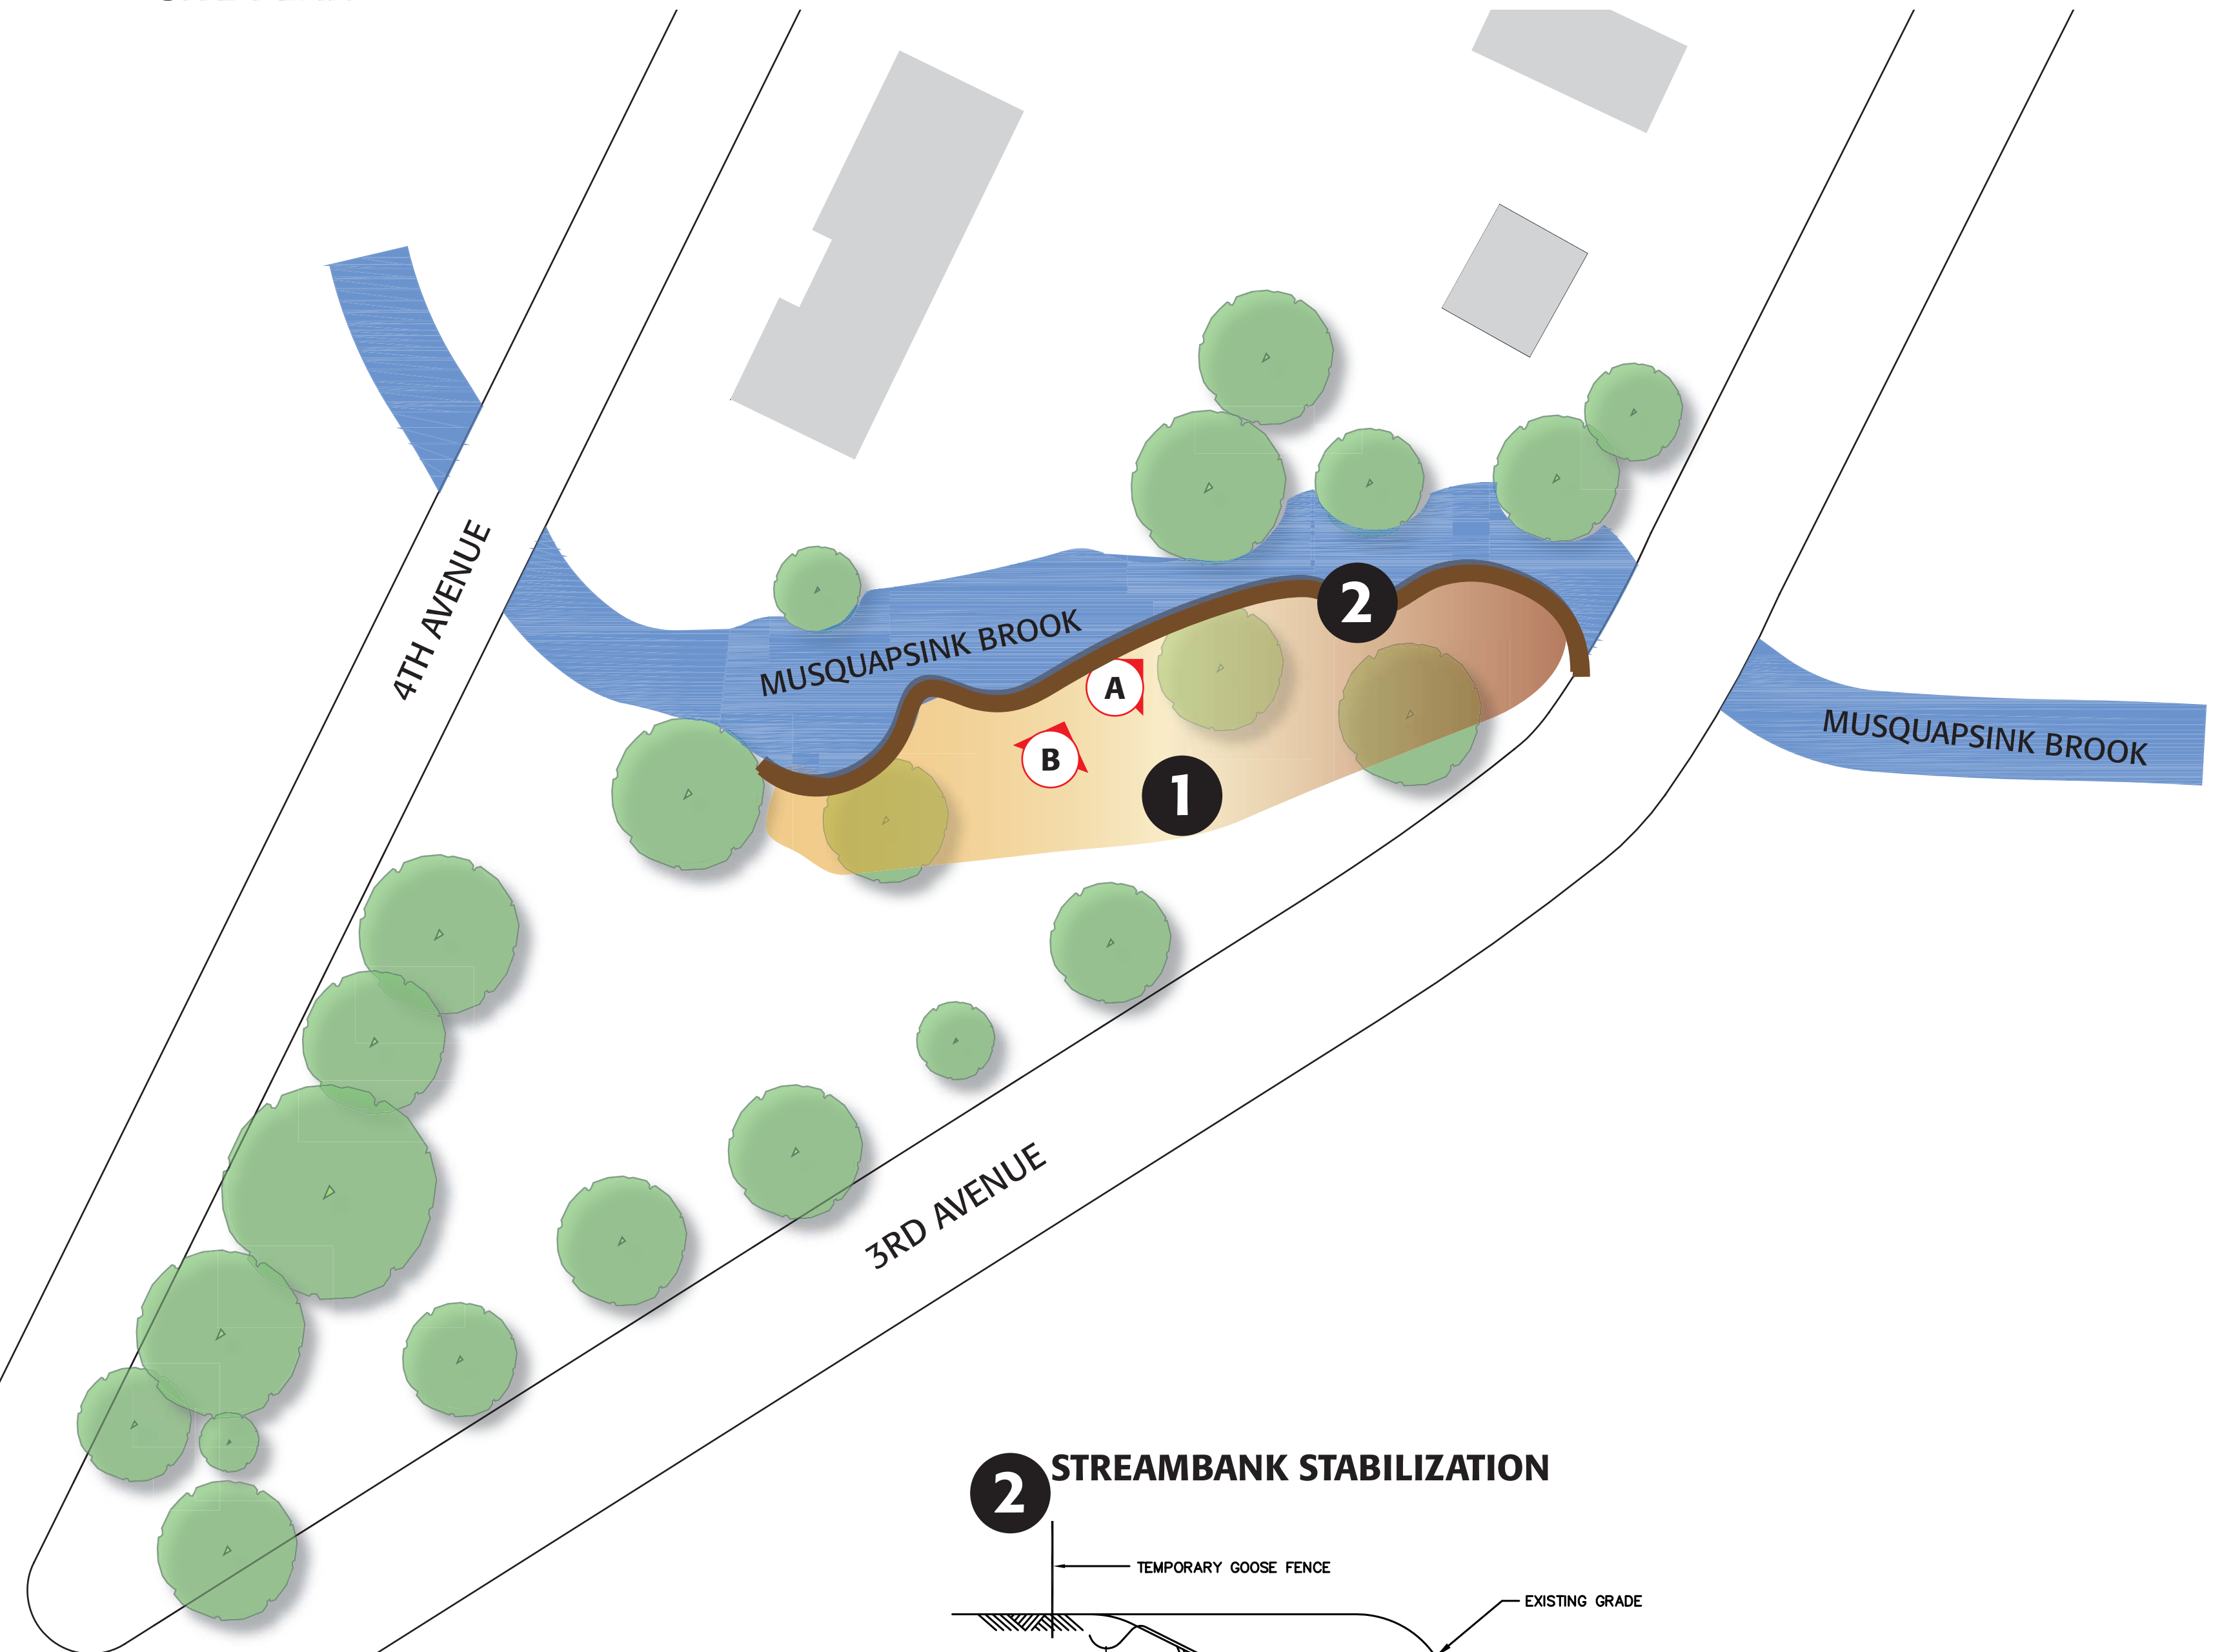 4TH AVENUE
MUSQUAPSINK BROOK
2
A
B
1
MUSQUAPSINK BROOK
3RD AVENUE
2 STREAMBANK STABILIZATION
TEMPORARY GOOSE FENCE
EXISTING GRADE